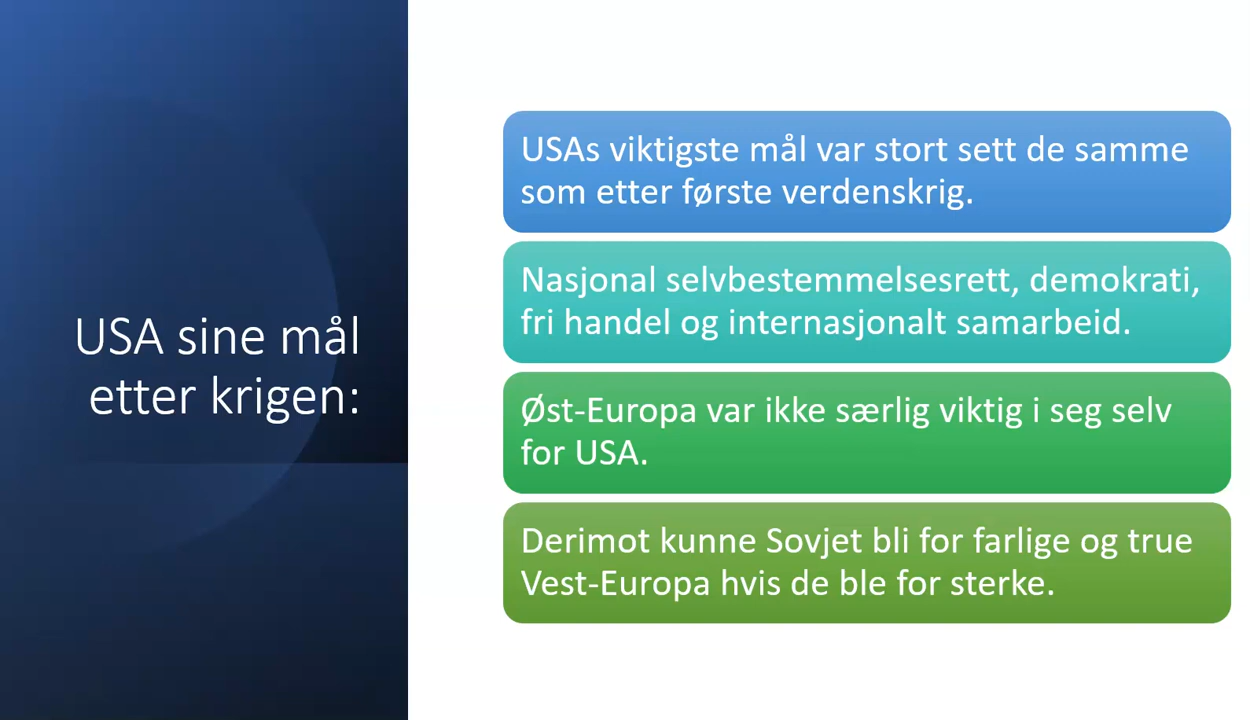 USA sine mål
etter krigen:
USAs viktigste mål var stort sett de samme
som etter første verdenskrig.
Nasjonal selvbestemmelsesrett, demokrati,
fri handel og internasjonalt samarbeid.
Øst-Europa var ikke særlig viktig i seg selv
for USA.
Derimot kunne Sovjet bli for farlige og true
Vest-Europa hvis de ble for sterke.